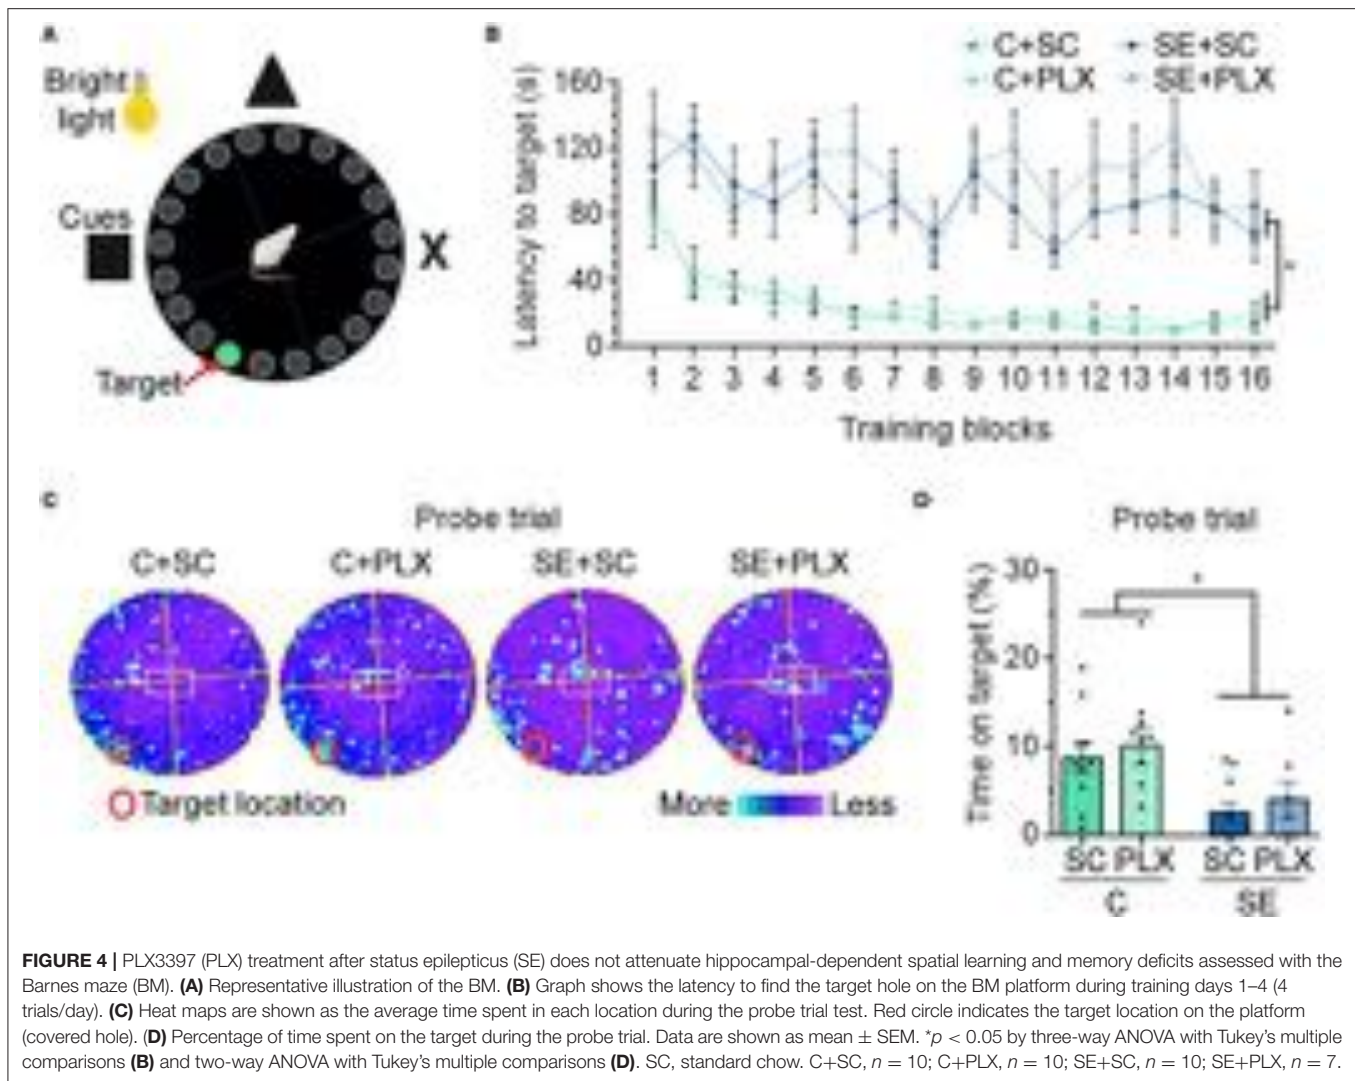 A
Bright
light
Cues
X
Target
B
C+SC
SE+SC
C+PLX
SE+PLX
Latency to target (s)
160
120
80
40
0
*
1 2 3 4 5 6 7 8 9 10 11 12 13 14 15 16
Training blocks
C
Probe trial
C+SC C+PLX SE+SC SE+PLX
Target location
More Less
D
Probe trial
*
Time on target (%)
30
20
10
0
SC PLX SC PLX
C SE
FIGURE 4 | PLX3397 (PLX) treatment after status epilepticus (SE) does not attenuate hippocampal-dependent spatial learning and memory deficits assessed with the
Barnes maze (BM). (A) Representative illustration of the BM. (B) Graph shows the latency to find the target hole on the BM platform during training days 1–4 (4
trials/day). (C) Heat maps are shown as the average time spent in each location during the probe trial test. Red circle indicates the target location on the platform
(covered hole). (D) Percentage of time spent on the target during the probe trial. Data are shown as mean ± SEM. *p < 0.05 by three-way ANOVA with Tukey's multiple
comparisons (B) and two-way ANOVA with Tukey's multiple comparisons (D). SC, standard chow. C+SC, n = 10; C+PLX, n = 10; SE+SC, n = 10; SE+PLX, n = 7.